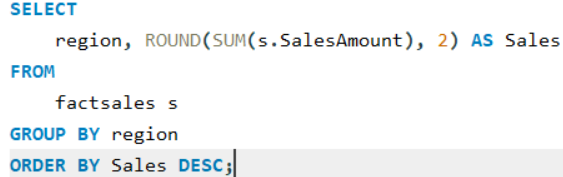 SELECT
region, ROUND(SUM(s.SalesAmount), 2) AS Sales
FROM
factsales s
GROUP BY region
ORDER BY Sales DESC;